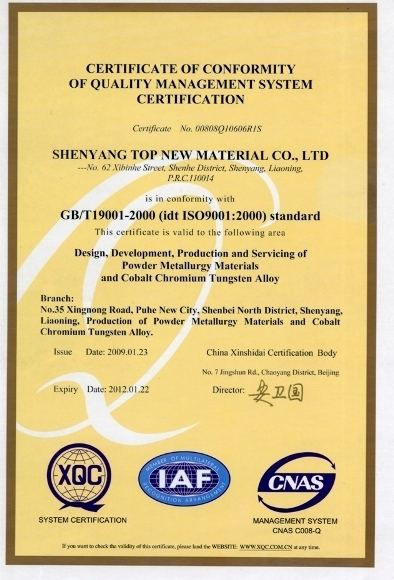 CERTIFICATE OF CONFORMITY
OF QUALITY MANAGEMENT SYSTEM
CERTIFICATION
Certificate No. 00808Q10606R1S
SHENYANG TOP NEW MATERIAL CO., LTD
---No. 62 Xibinhe Street, Shenhe District, Shenyang, Liaoning,
P.R.C.110014
is in conformity with
GB/T19001-2000 (idt ISO9001:2000) standard
This certificate is valid to the following area
Design, Development, Production and Servicing of
Powder Metallurgy Materials
and Cobalt Chromium Tungsten Alloy
Branch:
No.35 Xingnong Road, Puhe New City, Shenbei North District, Shenyang,
Liaoning, Production of Powder Metallurgy Materials and Cobalt
Chromium Tungsten Alloy.
Issue Date: 2009.01.23 China Xinshidai Certification Body
No. 7 Jingshun Rd., Chaoyang District, Beijing
Expiry Date: 2012.01.22 Director:
XQC
SYSTEM CERTIFICATION
MEMBER OF MULTILATERAL
IAF
RECOGNITION ARRANGEMENT
CNAS
MANAGEMENT SYSTEM
CNAS C008-Q
If you want to check the validity of this certificate, please land the WEBSITE: WWW.XQC.COM.CN at any time.